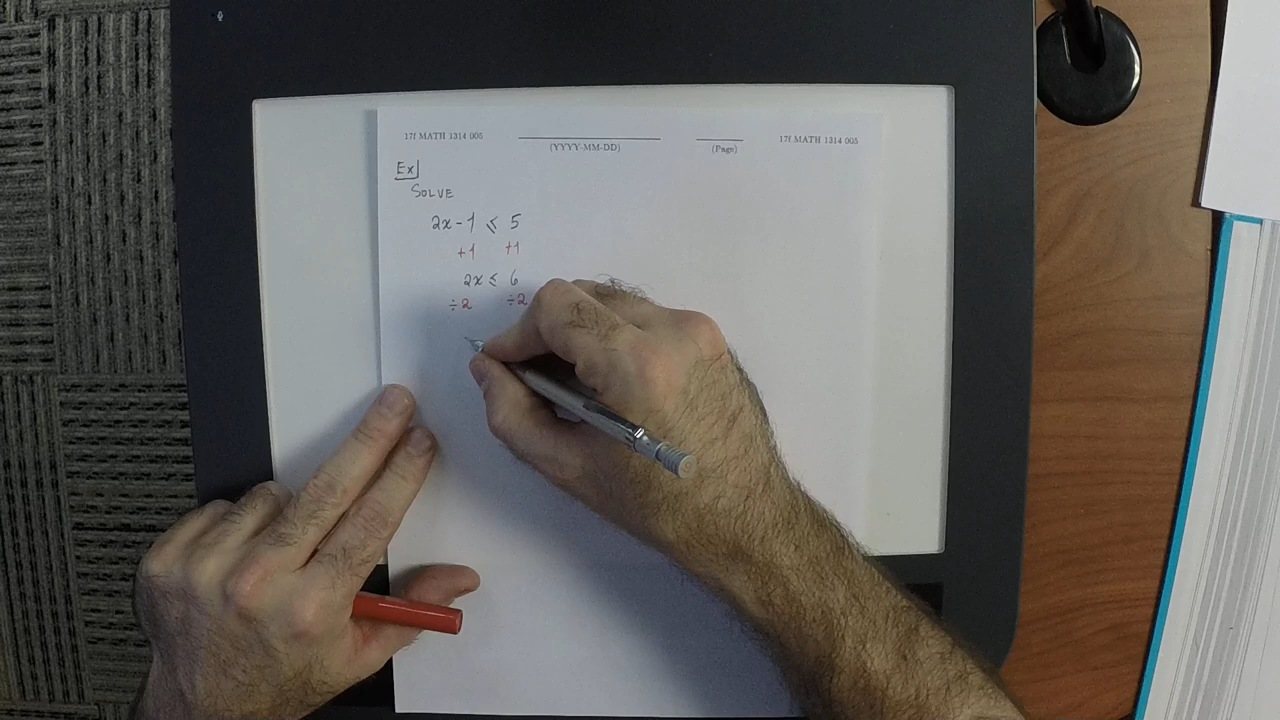 17f MATH 1314 005 (YYYY-MM-DD) (Page) 17f MATH 1314 005
Ex
SOLVE
2x - 1 ≤ 5
+1 +1
2x ≤ 6
÷2 ÷2